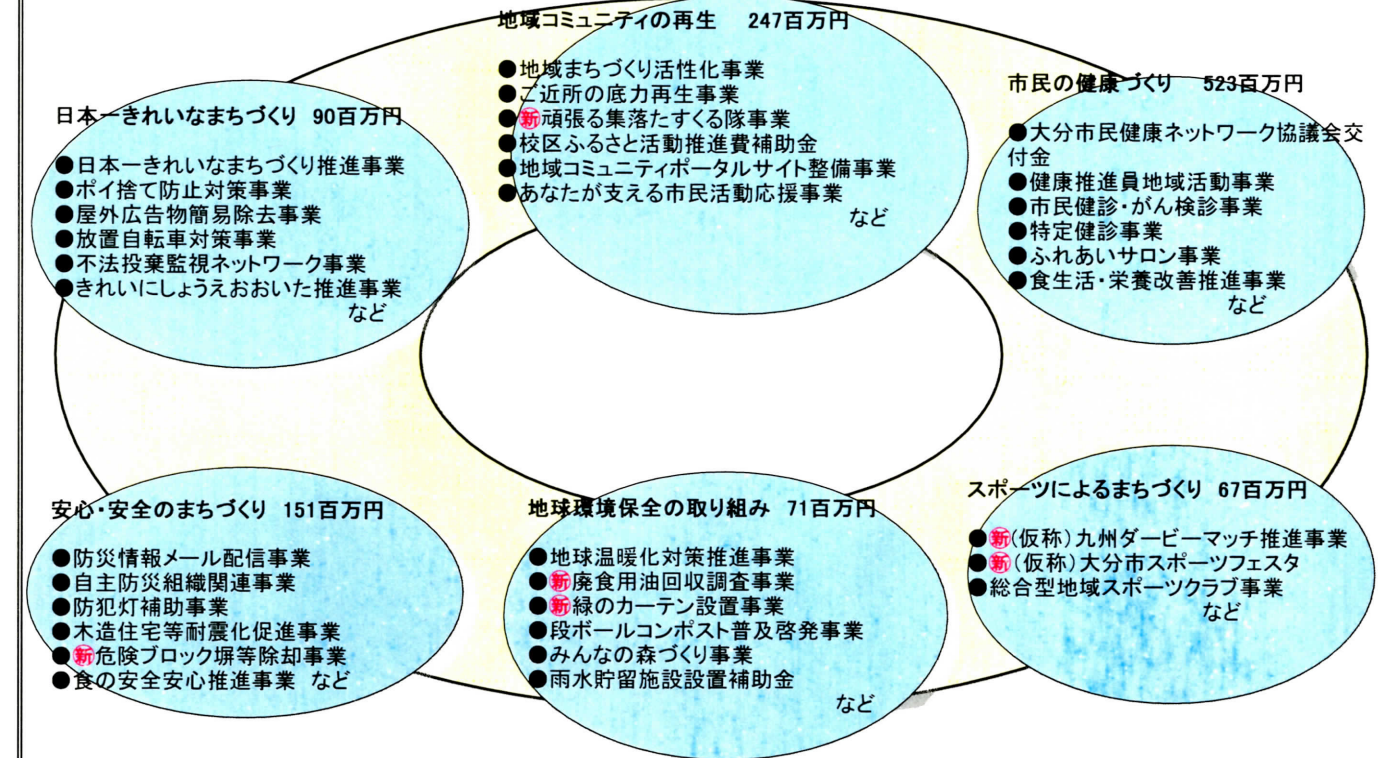 地域コミュニティの再生 247百万円
●地域まちづくり活性化事業
●ご近所の底力再生事業
●新頑張る集落たすくる隊事業
●校区ふるさと活動推進費補助金
●地域コミュニティポータルサイト整備事業
●あなたが支える市民活動応援事業
など
日本一きれいなまちづくり 90百万円
●日本一きれいなまちづくり推進事業
●ポイ捨て防止対策事業
●屋外広告物簡易除去事業
●放置自転車対策事業
●不法投棄監視ネットワーク事業
●きれいにしょうえおおいた推進事業
など
市民の健康づくり 523百万円
●大分市民健康ネットワーク協議会交
付金
●健康推進員地域活動事業
●市民健診・がん検診事業
●特定健診事業
●ふれあいサロン事業
●食生活・栄養改善推進事業
など
安心・安全のまちづくり 151百万円
●防災情報メール配信事業
●自主防災組織関連事業
●防犯灯補助事業
●木造住宅等耐震化促進事業
●新危険ブロック塀等除却事業
●食の安全安心推進事業 など
地球環境保全の取り組み 71百万円
●地球温暖化対策推進事業
●新廃食用油回収調査事業
●新緑のカーテン設置事業
●段ボールコンポスト普及啓発事業
●みんなの森づくり事業
●雨水貯留施設設置補助金
など
スポーツによるまちづくり 67百万円
●新(仮称)九州ダービーマッチ推進事業
●新(仮称)大分市スポーツフェスタ
●総合型地域スポーツクラブ事業
など